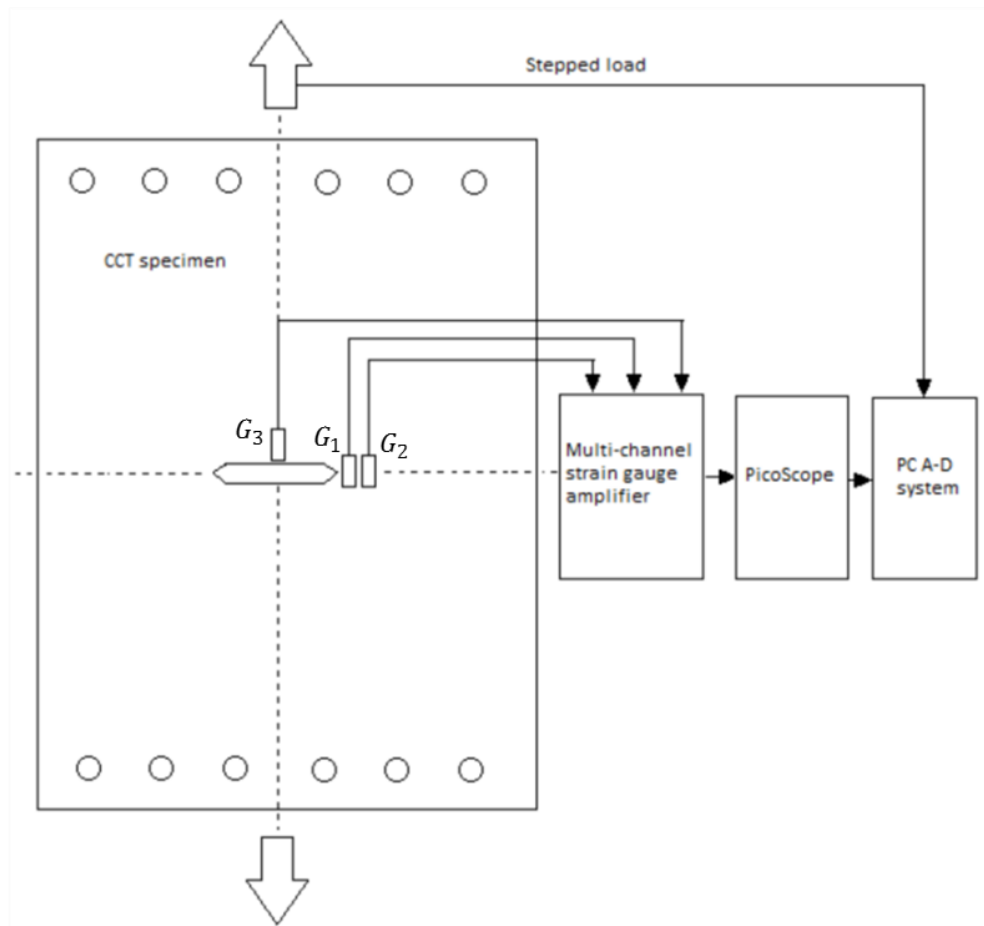 Stepped load
CCT specimen
G₃
G₁
G₂
Multi-channel
strain gauge
amplifier
PicoScope
PC A-D
system